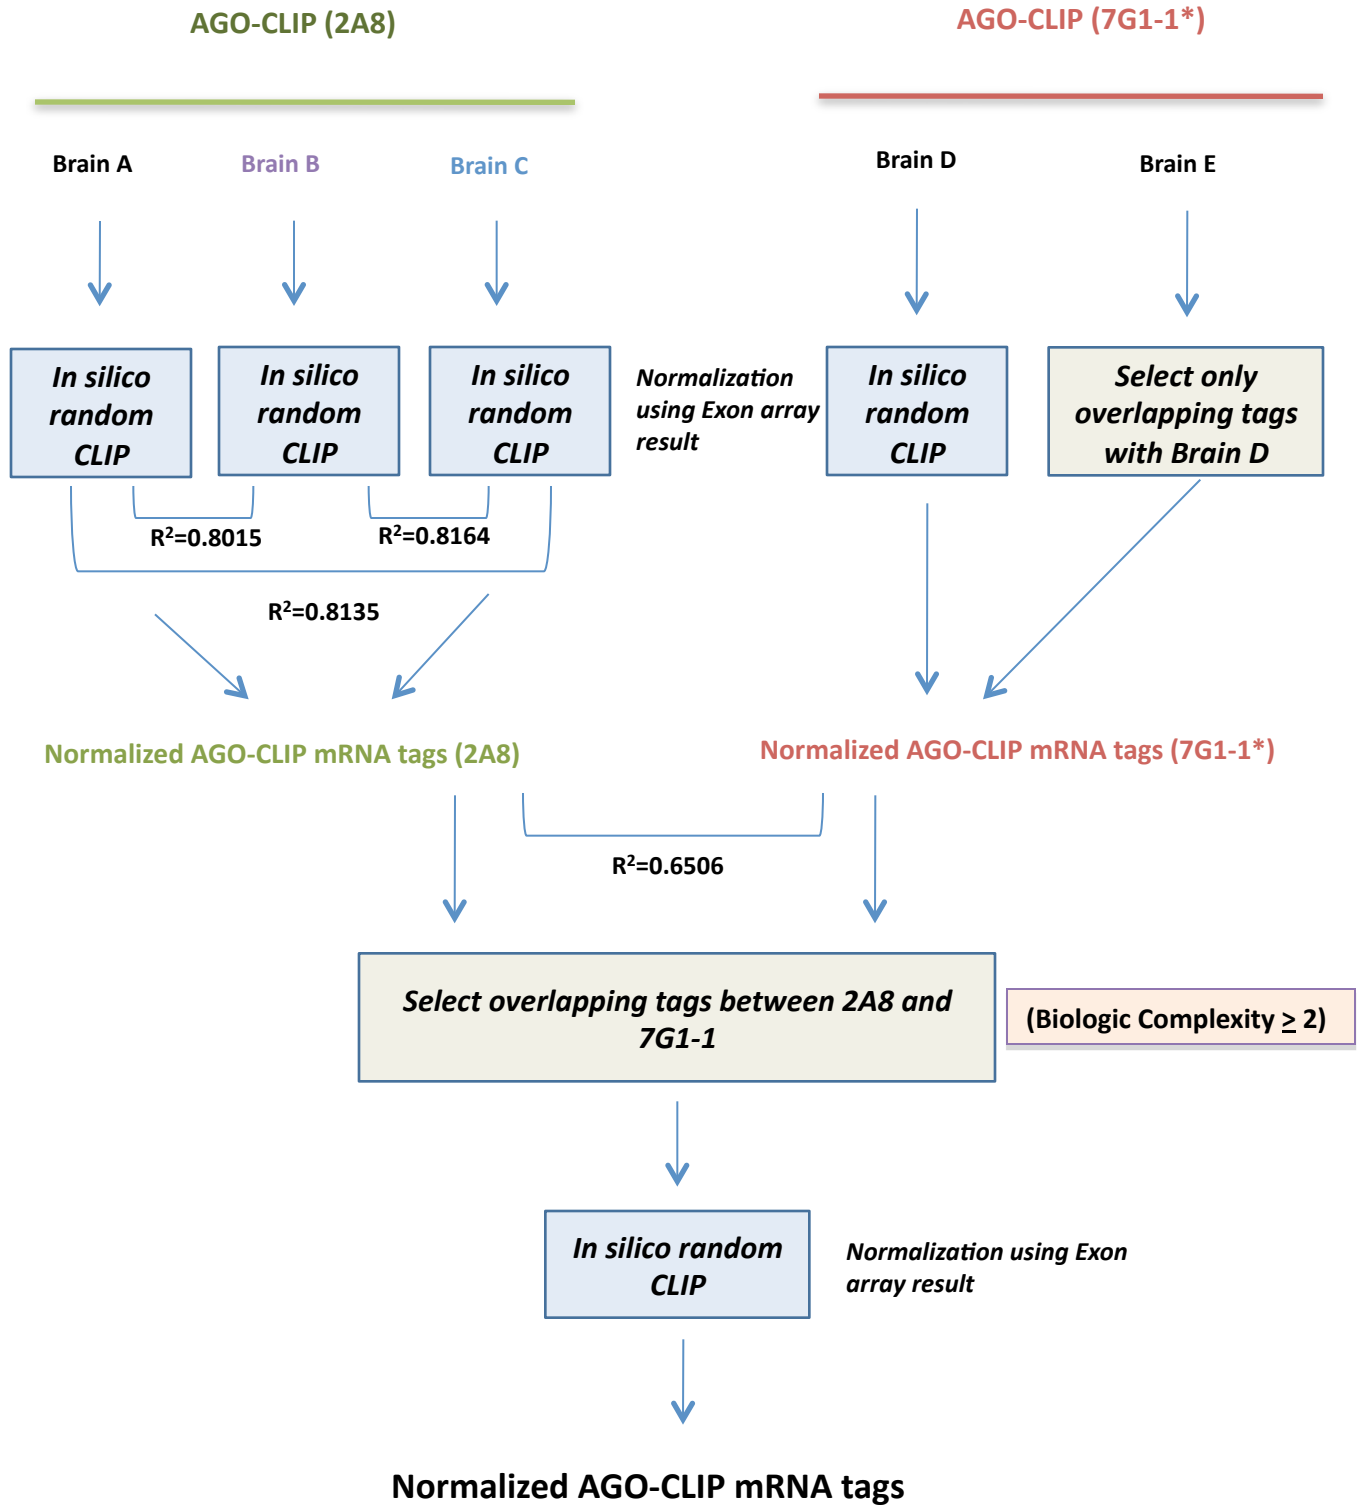 AGO-CLIP (2A8)
AGO-CLIP (7G1-1*)
Brain A
Brain B
Brain C
Brain D
Brain E
In silico
random
CLIP
In silico
random
CLIP
In silico
random
CLIP
Normalization
using Exon array
result
In silico
random
CLIP
Select only
overlapping tags
with Brain D
R²=0.8015
R²=0.8164
R²=0.8135
Normalized AGO-CLIP mRNA tags (2A8)
Normalized AGO-CLIP mRNA tags (7G1-1*)
R²=0.6506
Select overlapping tags between 2A8 and
7G1-1
(Biologic Complexity ≥ 2)
In silico random
CLIP
Normalization using Exon
array result
Normalized AGO-CLIP mRNA tags